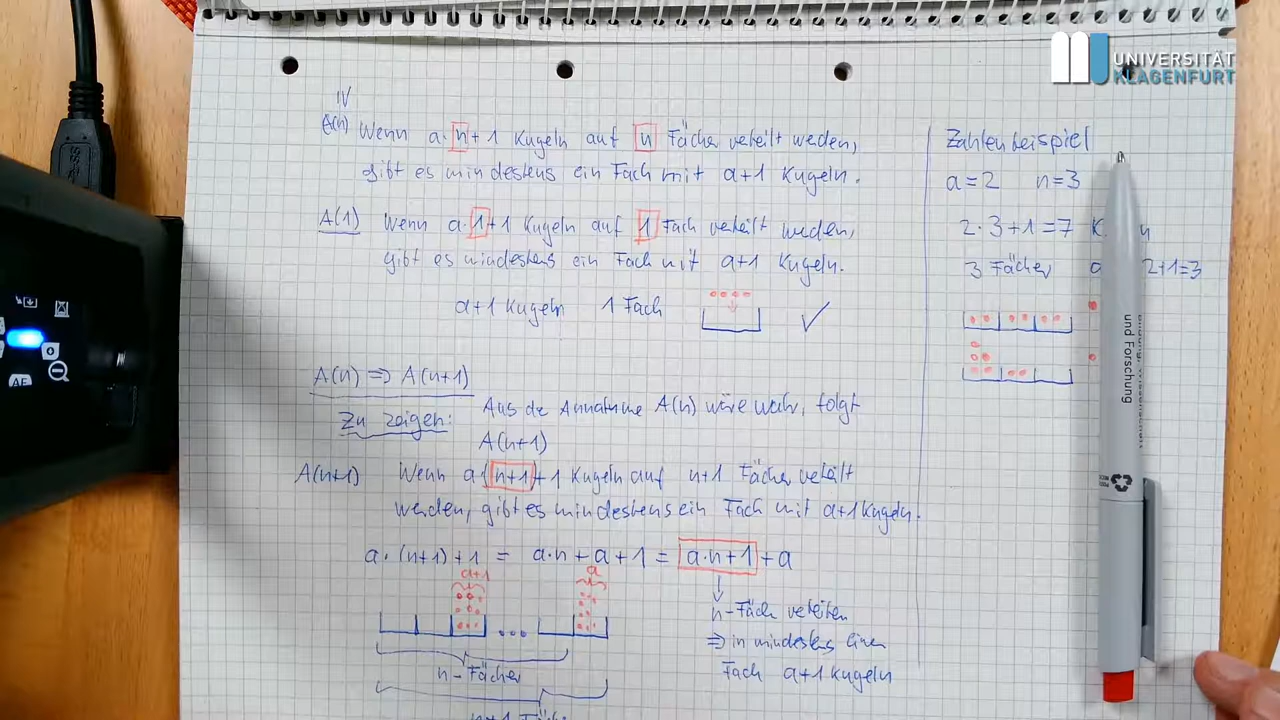 IV
A(n) Wenn a·n+1 Kugeln auf n Fächer verteilt werden,
gibt es mindestens ein Fach mit a+1 Kugeln.
A(1) Wenn a·1+1 Kugeln auf 1 Fach verteilt werden,
gibt es mindestens ein Fach mit a+1 Kugeln.
a+1 Kugeln 1 Fach ✓
A(n) => A(n+1)
Zu zeigen: Aus der Annahme A(n) wäre wahr, folgt
A(n+1)
A(n+1) Wenn a(n+1)+1 Kugeln auf n+1 Fächer verteilt
werden, gibt es mindestens ein Fach mit a+1 Kugeln.
a·(n+1)+1 = a·n+a+1 = a·n+1 +a
a+1 a
...
n-Fächer
n-Fäch verteilen
=> in mindestens einen
Fach a+1 Kugeln
Zahlenbeispiel
a=2 n=3
2·3+1=7
3 Fächer 2+1=3
UNIVERSITÄT
KLAGENFURT
und Forschung